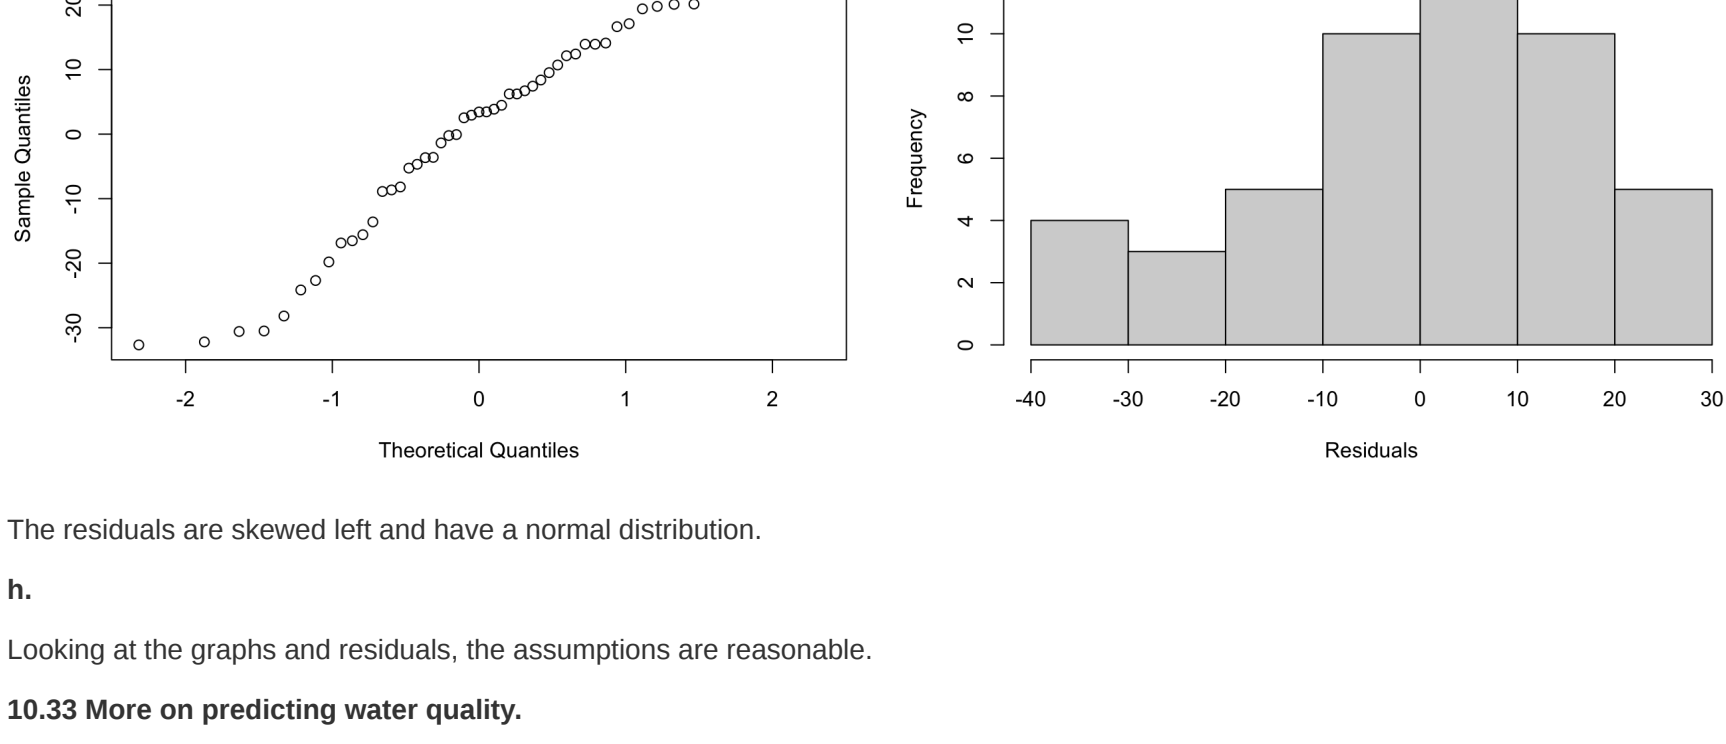 20
10
0
-10
-20
-30
Sample Quantiles
-2 -1 0 1 2
Theoretical Quantiles
10
8
6
4
2
0
Frequency
-40 -30 -20 -10 0 10 20 30
Residuals
The residuals are skewed left and have a normal distribution.
h.
Looking at the graphs and residuals, the assumptions are reasonable.
10.33 More on predicting water quality.